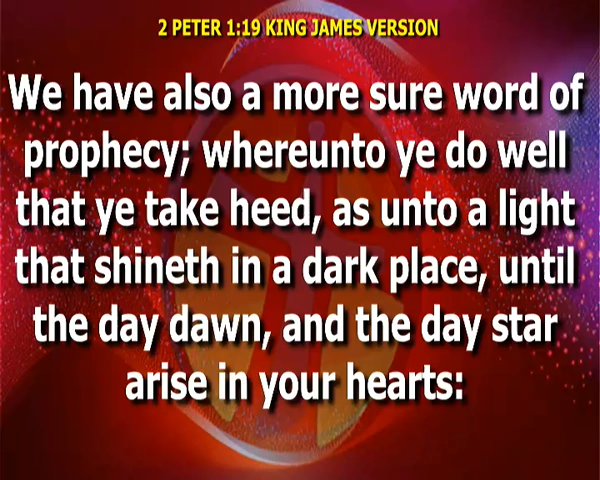 2 PETER 1:19 KING JAMES VERSION
We have also a more sure word of
prophecy; whereunto ye do well
that ye take heed, as unto a light
that shineth in a dark place, until
the day dawn, and the day star
arise in your hearts: